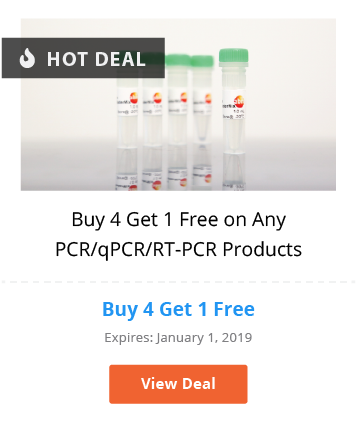 HOT DEAL
Buy 4 Get 1 Free on Any
PCR/qPCR/RT-PCR Products
Buy 4 Get 1 Free
Expires: January 1, 2019
View Deal